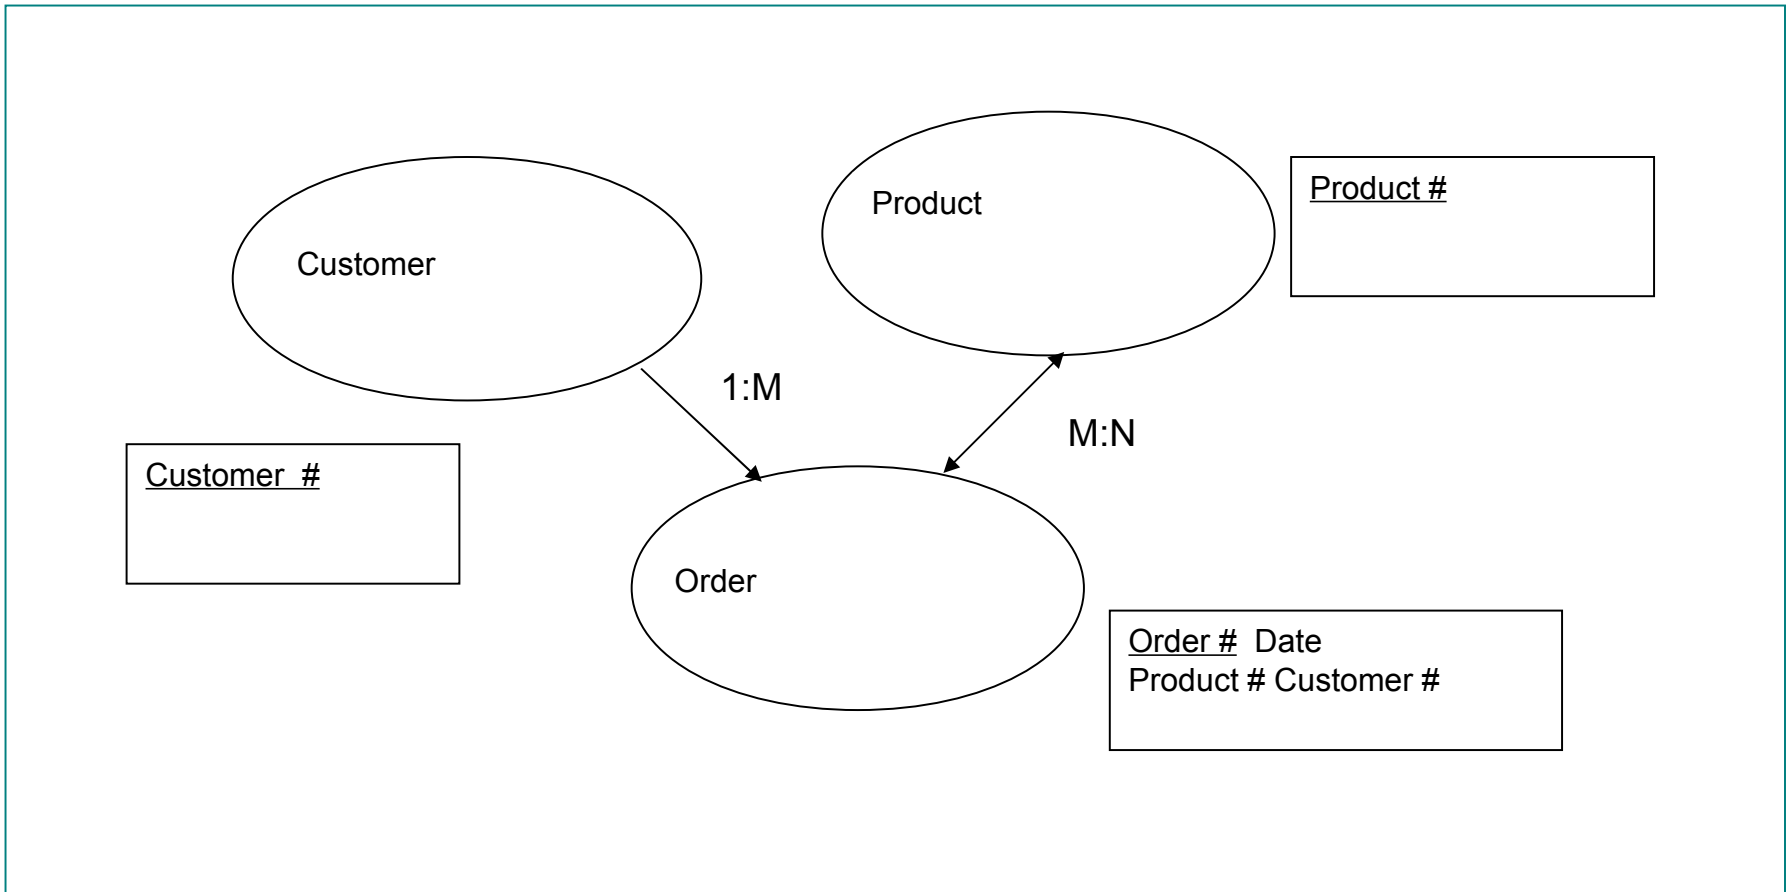 Product
Product #
Customer
1:M
M:N
Customer  #
Order
Order #  Date
Product # Customer #